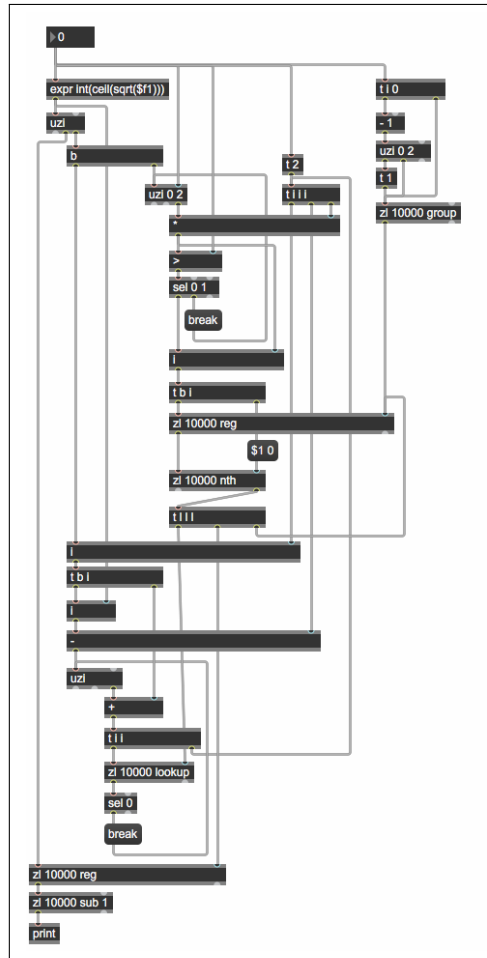 0
expr int(ceil(sqrt($f1)))
t i 0
uzi
- 1
b
uzi 0 2
t 2
t 1
uzi 0 2
t i i i
zl 10000 group
*
>
sel 0 1
break
i
t b i
zl 10000 reg
$1 0
zl 10000 nth
t l l l
i
t b i
i
-
uzi
+
t i i
zl 10000 lookup
sel 0
break
zl 10000 reg
zl 10000 sub 1
print